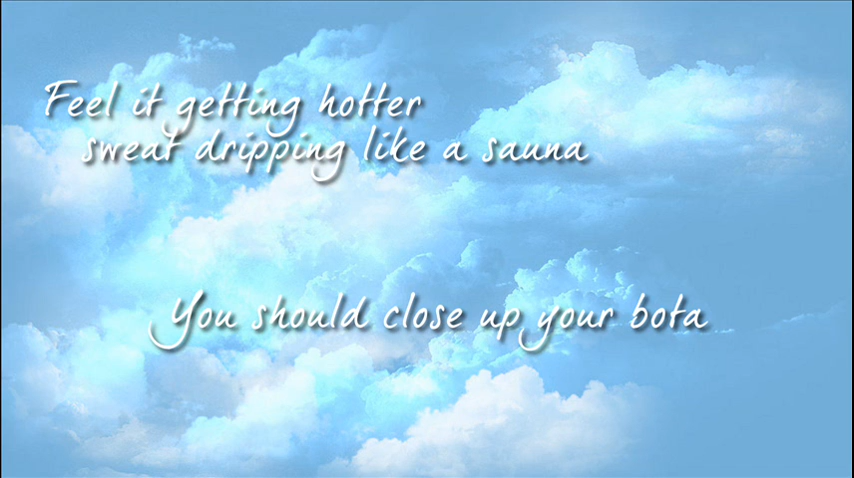 Feel it getting hotter
sweat dripping like a sauna
You should close up your bota